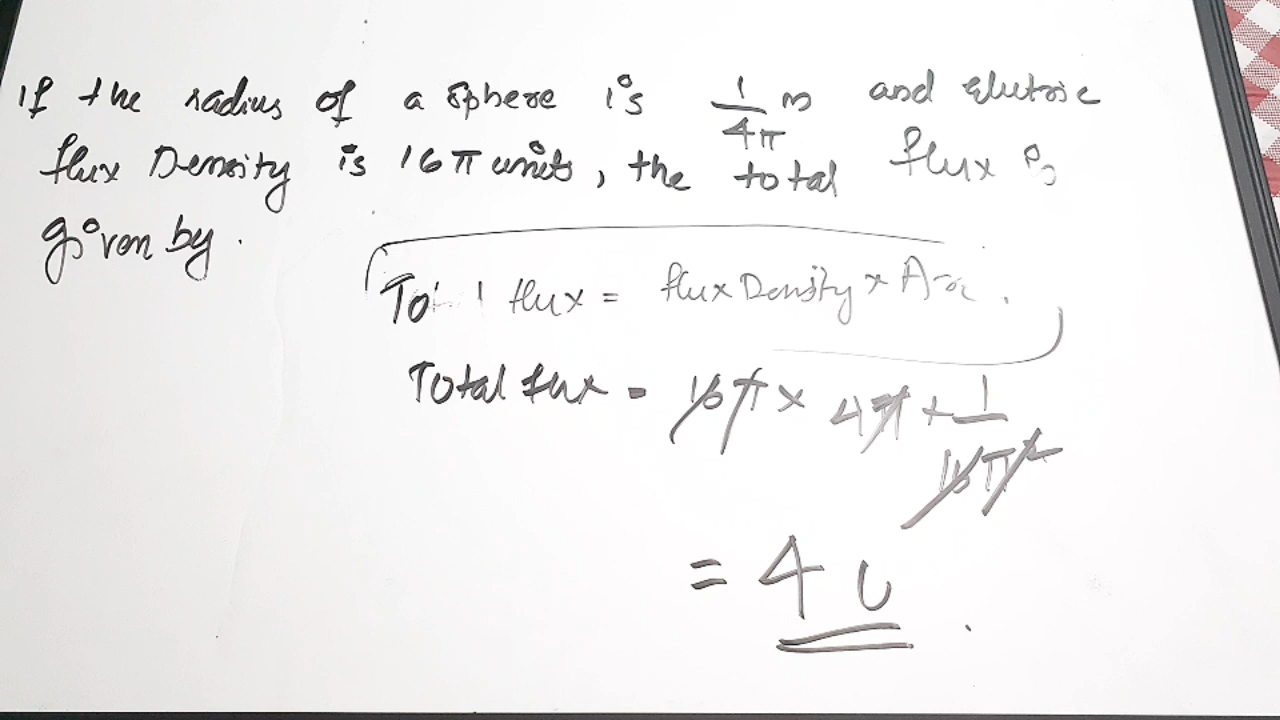 if the radius of a sphere is 1/4π m and electric
flux Density is 16π units, the total flux is
given by.
Total flux = flux Density × Are.
Total flux = 16π × 4π × 1/16π²
= 4 U